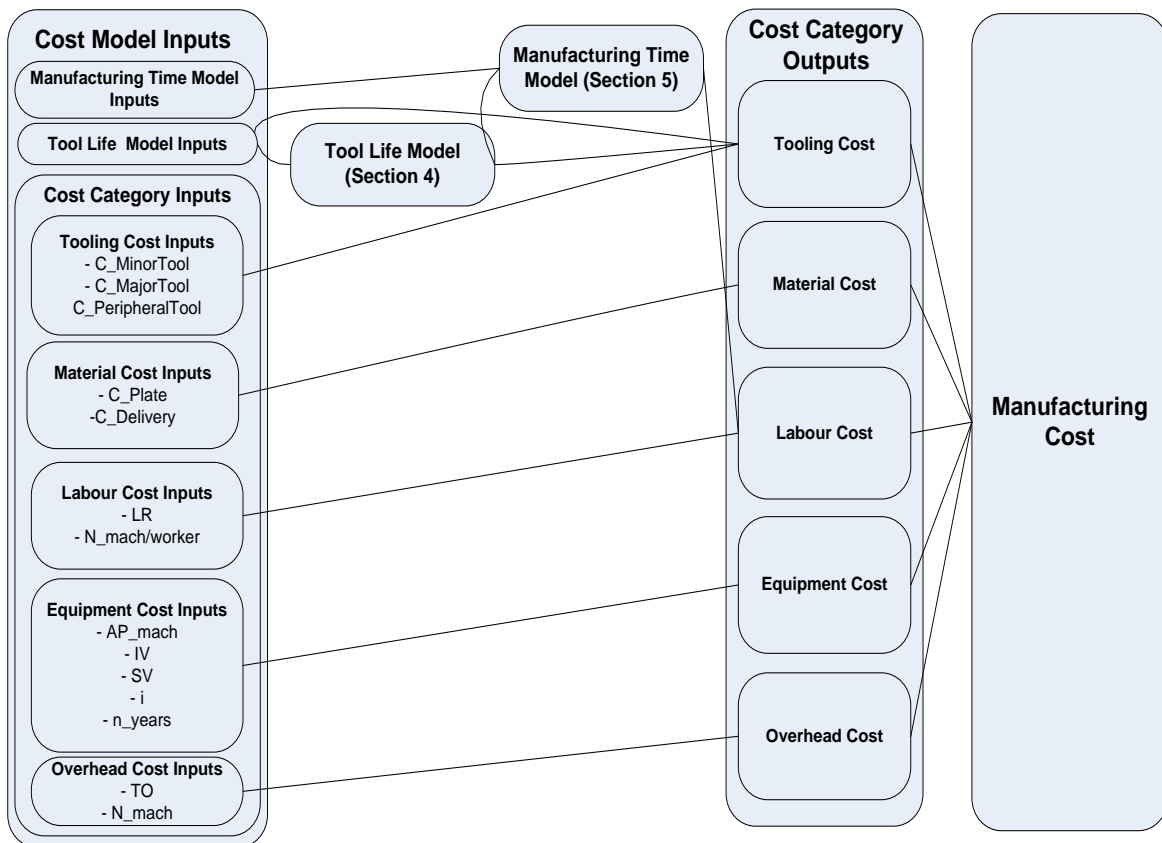 Cost Model Inputs
Manufacturing Time Model
Inputs
Tool Life  Model Inputs
Cost Category Inputs
Tooling Cost Inputs
- C_MinorTool
- C_MajorTool
C_PeripheralTool
Material Cost Inputs
- C_Plate
-C_Delivery
Labour Cost Inputs
- LR
- N_mach/worker
Equipment Cost Inputs
- AP_mach
- IV
- SV
- i
- n_years
Overhead Cost Inputs
- TO
- N_mach
Manufacturing Time
Model (Section 5)
Tool Life Model
(Section 4)
Cost Category
Outputs
Tooling Cost
Material Cost
Labour Cost
Equipment Cost
Overhead Cost
Manufacturing
Cost